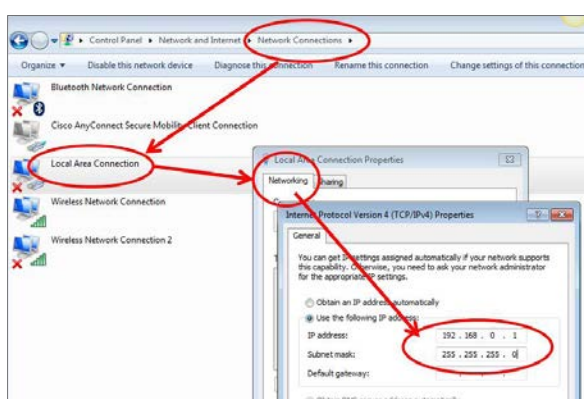 Control Panel ▸ Network and Internet ▸ Network Connections ▸
Organize ▾ Disable this network device Diagnose this connection Rename this connection Change settings of this connection
Bluetooth Network Connection
Cisco AnyConnect Secure Mobility Client Connection
Local Area Connection
Local Area Connection Properties
Networking Sharing
Wireless Network Connection
Internet Protocol Version 4 (TCP/IPv4) Properties
General
Wireless Network Connection 2
You can get IP settings assigned automatically if your network supports
this capability. Otherwise, you need to ask your network administrator
for the appropriate IP settings.
Obtain an IP address automatically
Use the following IP address:
IP address: 192 . 168 . 0 . 1
Subnet mask: 255 . 255 . 255 . 0
Default gateway: